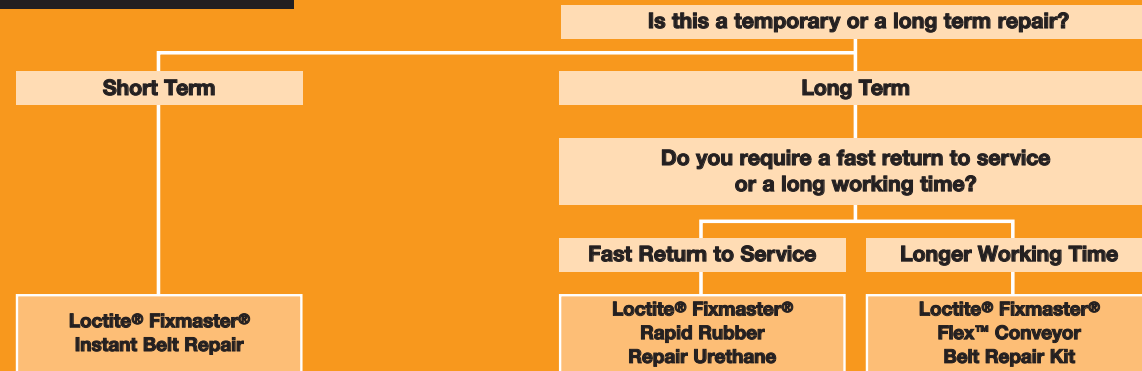 Is this a temporary or a long term repair?
Short Term
Long Term
Do you require a fast return to service
or a long working time?
Fast Return to Service
Longer Working Time
Loctite® Fixmaster®
Instant Belt Repair
Loctite® Fixmaster®
Rapid Rubber
Repair Urethane
Loctite® Fixmaster®
Flex™ Conveyor
Belt Repair Kit